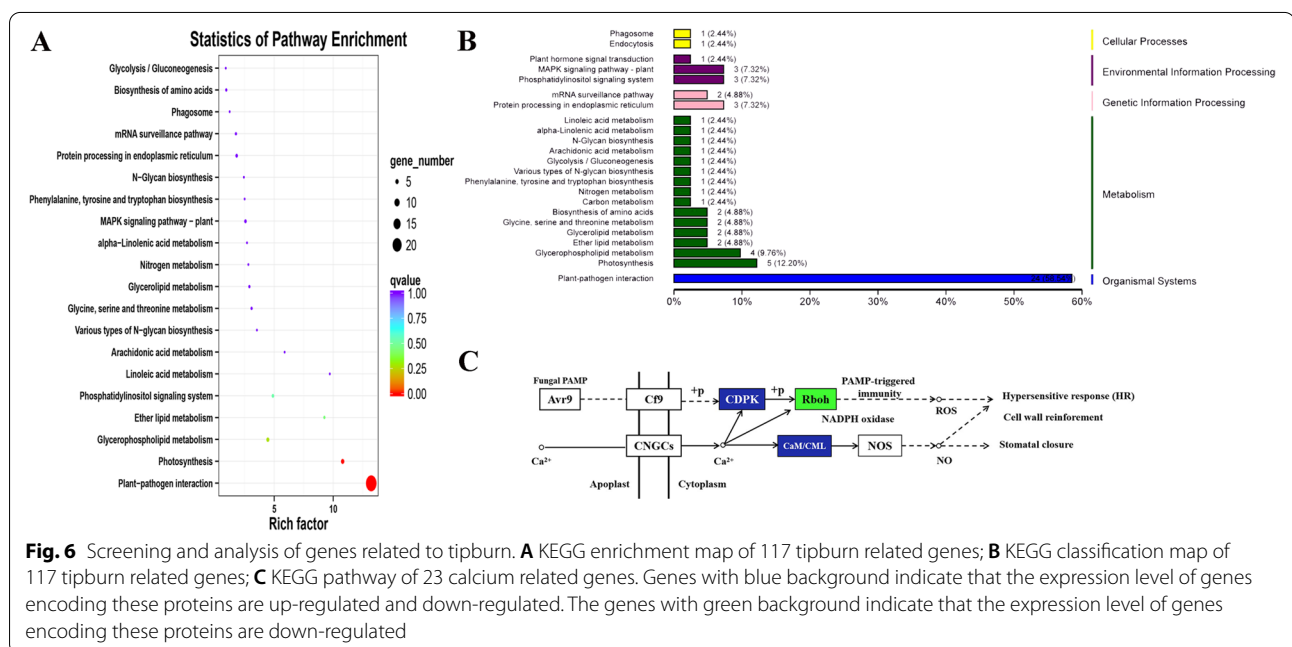 A
Statistics of Pathway Enrichment
Glycolysis / Gluconeogenesis
Biosynthesis of amino acids
Phagosome
mRNA surveillance pathway
Protein processing in endoplasmic reticulum
N−Glycan biosynthesis
Phenylalanine, tyrosine and tryptophan biosynthesis
MAPK signaling pathway − plant
alpha−Linolenic acid metabolism
Nitrogen metabolism
Glycerolipid metabolism
Glycine, serine and threonine metabolism
Various types of N−glycan biosynthesis
Arachidonic acid metabolism
Linoleic acid metabolism
Phosphatidylinositol signaling system
Ether lipid metabolism
Glycerophospholipid metabolism
Photosynthesis
Plant−pathogen interaction
5 10
Rich factor
gene_number
5
10
15
20
qvalue
1.00
0.75
0.50
0.25
0.00
B
Phagosome 1 (2.44%)
Endocytosis 1 (2.44%)
Cellular Processes
Plant hormone signal transduction 1 (2.44%)
MAPK signaling pathway - plant 3 (7.32%)
Phosphatidylinositol signaling system 3 (7.32%)
Environmental Information Processing
mRNA surveillance pathway 2 (4.88%)
Protein processing in endoplasmic reticulum 3 (7.32%)
Genetic Information Processing
Linoleic acid metabolism 1 (2.44%)
alpha-Linolenic acid metabolism 1 (2.44%)
N-Glycan biosynthesis 1 (2.44%)
Arachidonic acid metabolism 1 (2.44%)
Glycolysis / Gluconeogenesis 1 (2.44%)
Various types of N-glycan biosynthesis 1 (2.44%)
Phenylalanine, tyrosine and tryptophan biosynthesis 1 (2.44%)
Nitrogen metabolism 1 (2.44%)
Carbon metabolism 1 (2.44%)
Biosynthesis of amino acids 2 (4.88%)
Glycine, serine and threonine metabolism 2 (4.88%)
Glycerolipid metabolism 2 (4.88%)
Ether lipid metabolism 2 (4.88%)
Glycerophospholipid metabolism 4 (9.76%)
Photosynthesis 5 (12.20%)
Metabolism
Plant-pathogen interaction
Organismal Systems
0% 10% 20% 30% 40% 50% 60%
C
Fungal PAMP
Avr9 Cf9 +p CDPK +p Rboh
PAMP-triggered
immunity
NADPH oxidase
ROS
Hypersensitive response (HR)
Cell wall reinforcement
Ca²⁺ CNGCs Ca²⁺ CaM/CML NOS NO
Stomatal closure
Apoplast Cytoplasm
Fig. 6 Screening and analysis of genes related to tipburn. A KEGG enrichment map of 117 tipburn related genes; B KEGG classification map of
117 tipburn related genes; C KEGG pathway of 23 calcium related genes. Genes with blue background indicate that the expression level of genes
encoding these proteins are up-regulated and down-regulated. The genes with green background indicate that the expression level of genes
encoding these proteins are down-regulated